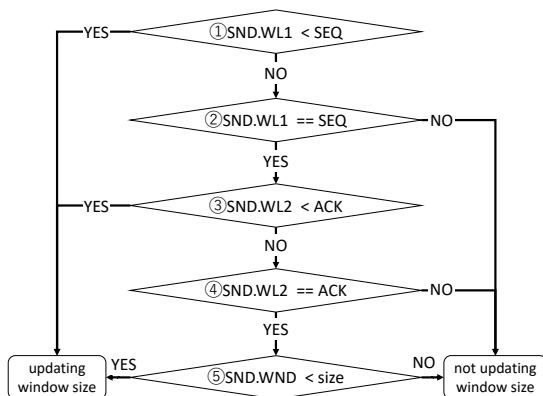 ①SND.WL1 < SEQ
YES
NO
②SND.WL1 == SEQ
NO
YES
③SND.WL2 < ACK
YES
NO
④SND.WL2 == ACK
NO
YES
updating
window size
YES
⑤SND.WND < size
NO
not updating
window size